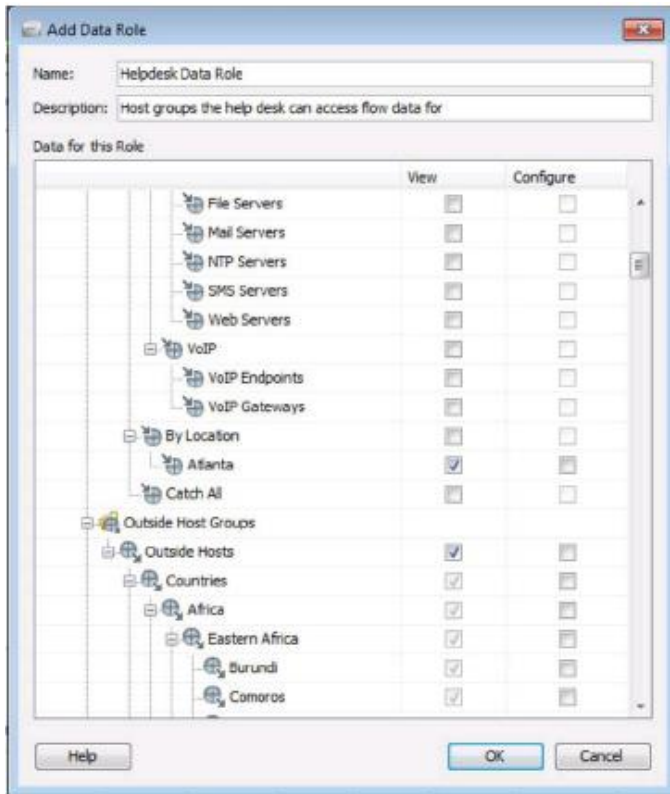 Add Data Role
Name: Helpdesk Data Role
Description: Host groups the help desk can access flow data for
Data for this Role
View Configure
File Servers
Mail Servers
NTP Servers
SMS Servers
Web Servers
VoIP
VoIP Endpoints
VoIP Gateways
By Location
Atlanta
Catch All
Outside Host Groups
Outside Hosts
Countries
Africa
Eastern Africa
Burundi
Comoros
Help OK Cancel